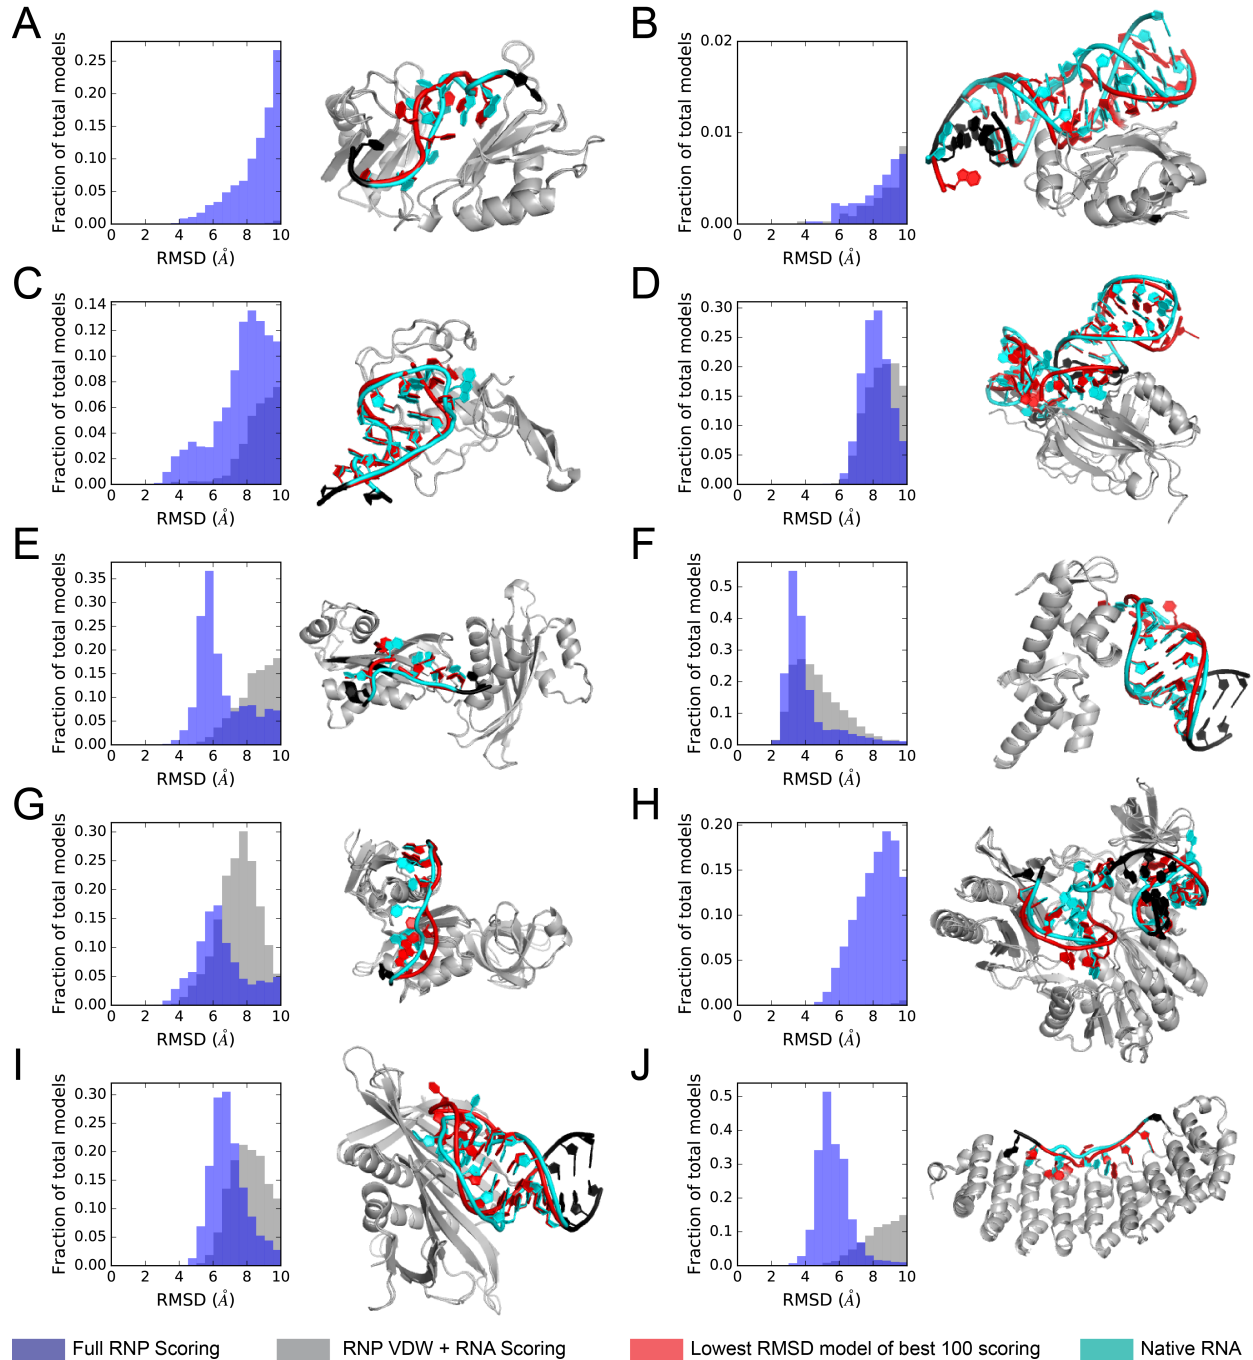 A
Fraction of total models
0.25
0.20
0.15
0.10
0.05
0.00
0 2 4 6 8 10
RMSD (Å)
B
Fraction of total models
0.02
0.01
0.00
0 2 4 6 8 10
RMSD (Å)
C
Fraction of total models
0.14
0.12
0.10
0.08
0.06
0.04
0.02
0.00
0 2 4 6 8 10
RMSD (Å)
D
Fraction of total models
0.30
0.25
0.20
0.15
0.10
0.05
0.00
0 2 4 6 8 10
RMSD (Å)
E
Fraction of total models
0.35
0.30
0.25
0.20
0.15
0.10
0.05
0.00
0 2 4 6 8 10
RMSD (Å)
F
Fraction of total models
0.5
0.4
0.3
0.2
0.1
0.0
0 2 4 6 8 10
RMSD (Å)
G
Fraction of total models
0.30
0.25
0.20
0.15
0.10
0.05
0.00
0 2 4 6 8 10
RMSD (Å)
H
Fraction of total models
0.20
0.15
0.10
0.05
0.00
0 2 4 6 8 10
RMSD (Å)
I
Fraction of total models
0.30
0.25
0.20
0.15
0.10
0.05
0.00
0 2 4 6 8 10
RMSD (Å)
J
Fraction of total models
0.5
0.4
0.3
0.2
0.1
0.0
0 2 4 6 8 10
RMSD (Å)
Full RNP Scoring
RNP VDW + RNA Scoring
Lowest RMSD model of best 100 scoring
Native RNA